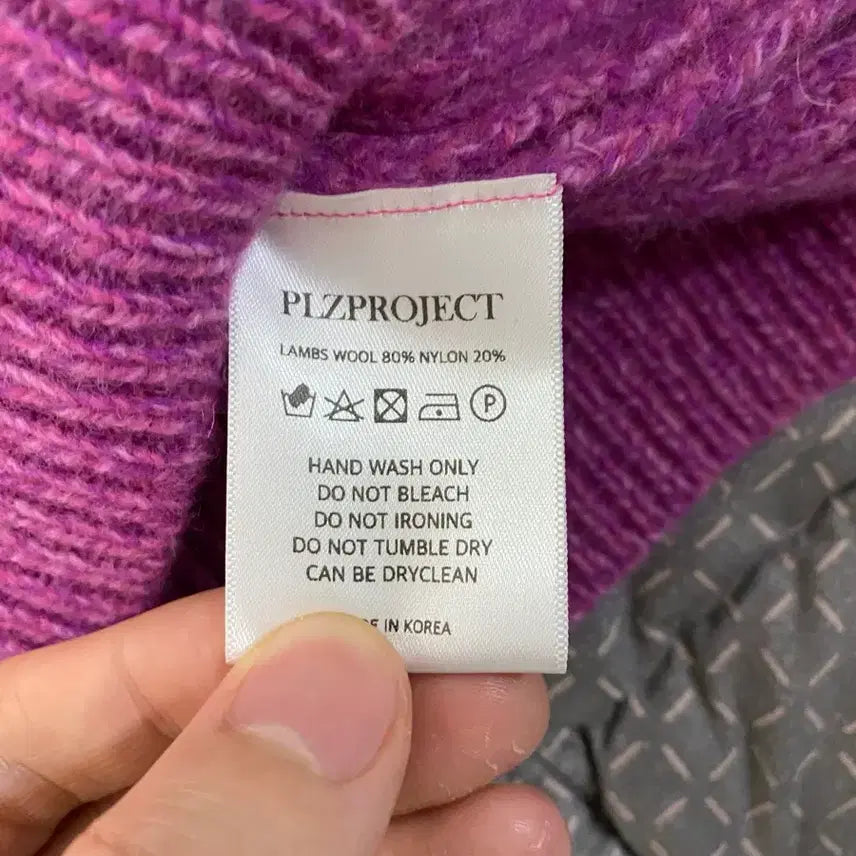 PLZPROJECT
LAMBS WOOL 80% NYLON 20%
P
HAND WASH ONLY
DO NOT BLEACH
DO NOT IRONING
DO NOT TUMBLE DRY
CAN BE DRYCLEAN
IN KOREA